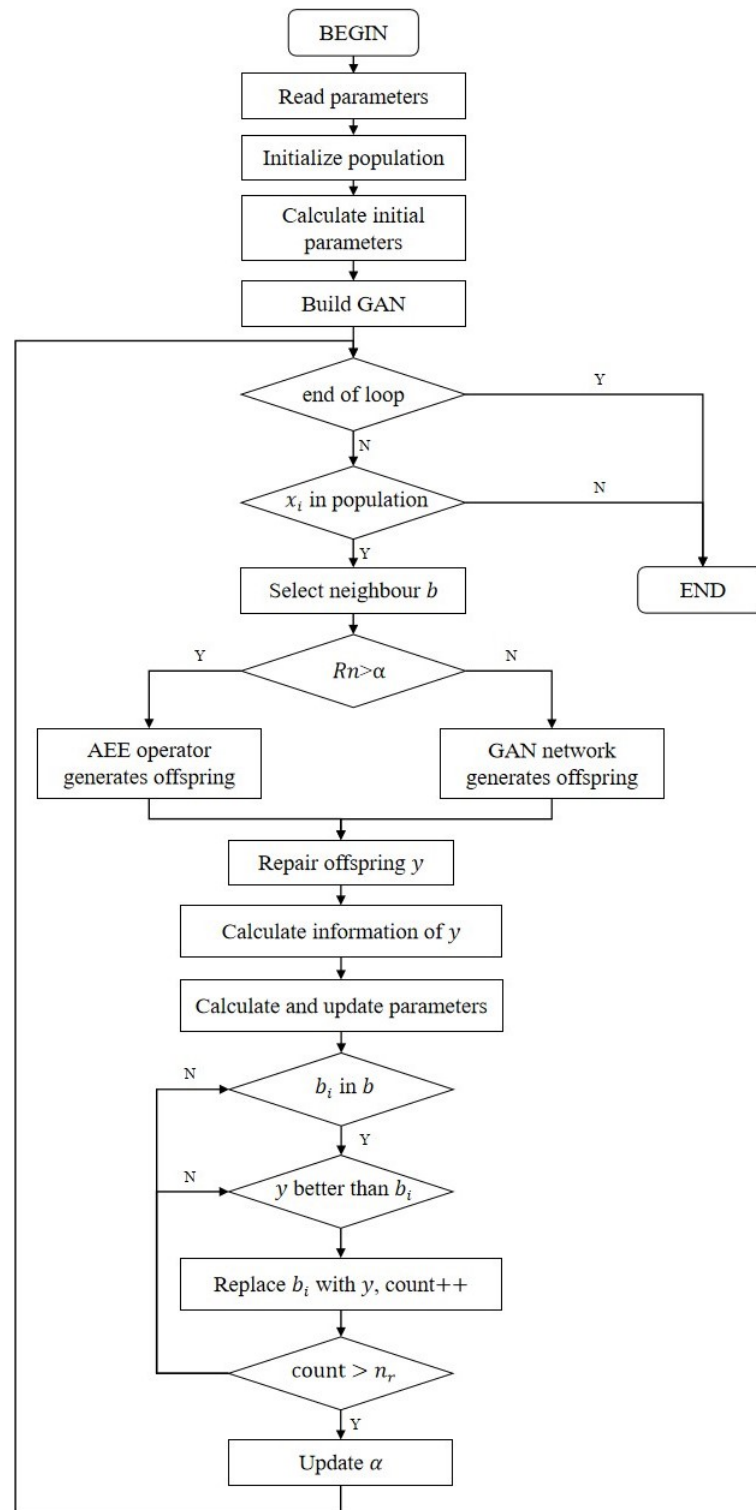 BEGIN
Read parameters
Initialize population
Calculate initial
parameters
Build GAN
end of loop
Y
N
x_i in population
N
Y
Select neighbour b
END
Rn>α
Y
N
AEE operator
generates offspring
GAN network
generates offspring
Repair offspring y
Calculate information of y
Calculate and update parameters
N
b_i in b
Y
N
y better than b_i
Replace b_i with y, count++
count > n_r
Y
Update α